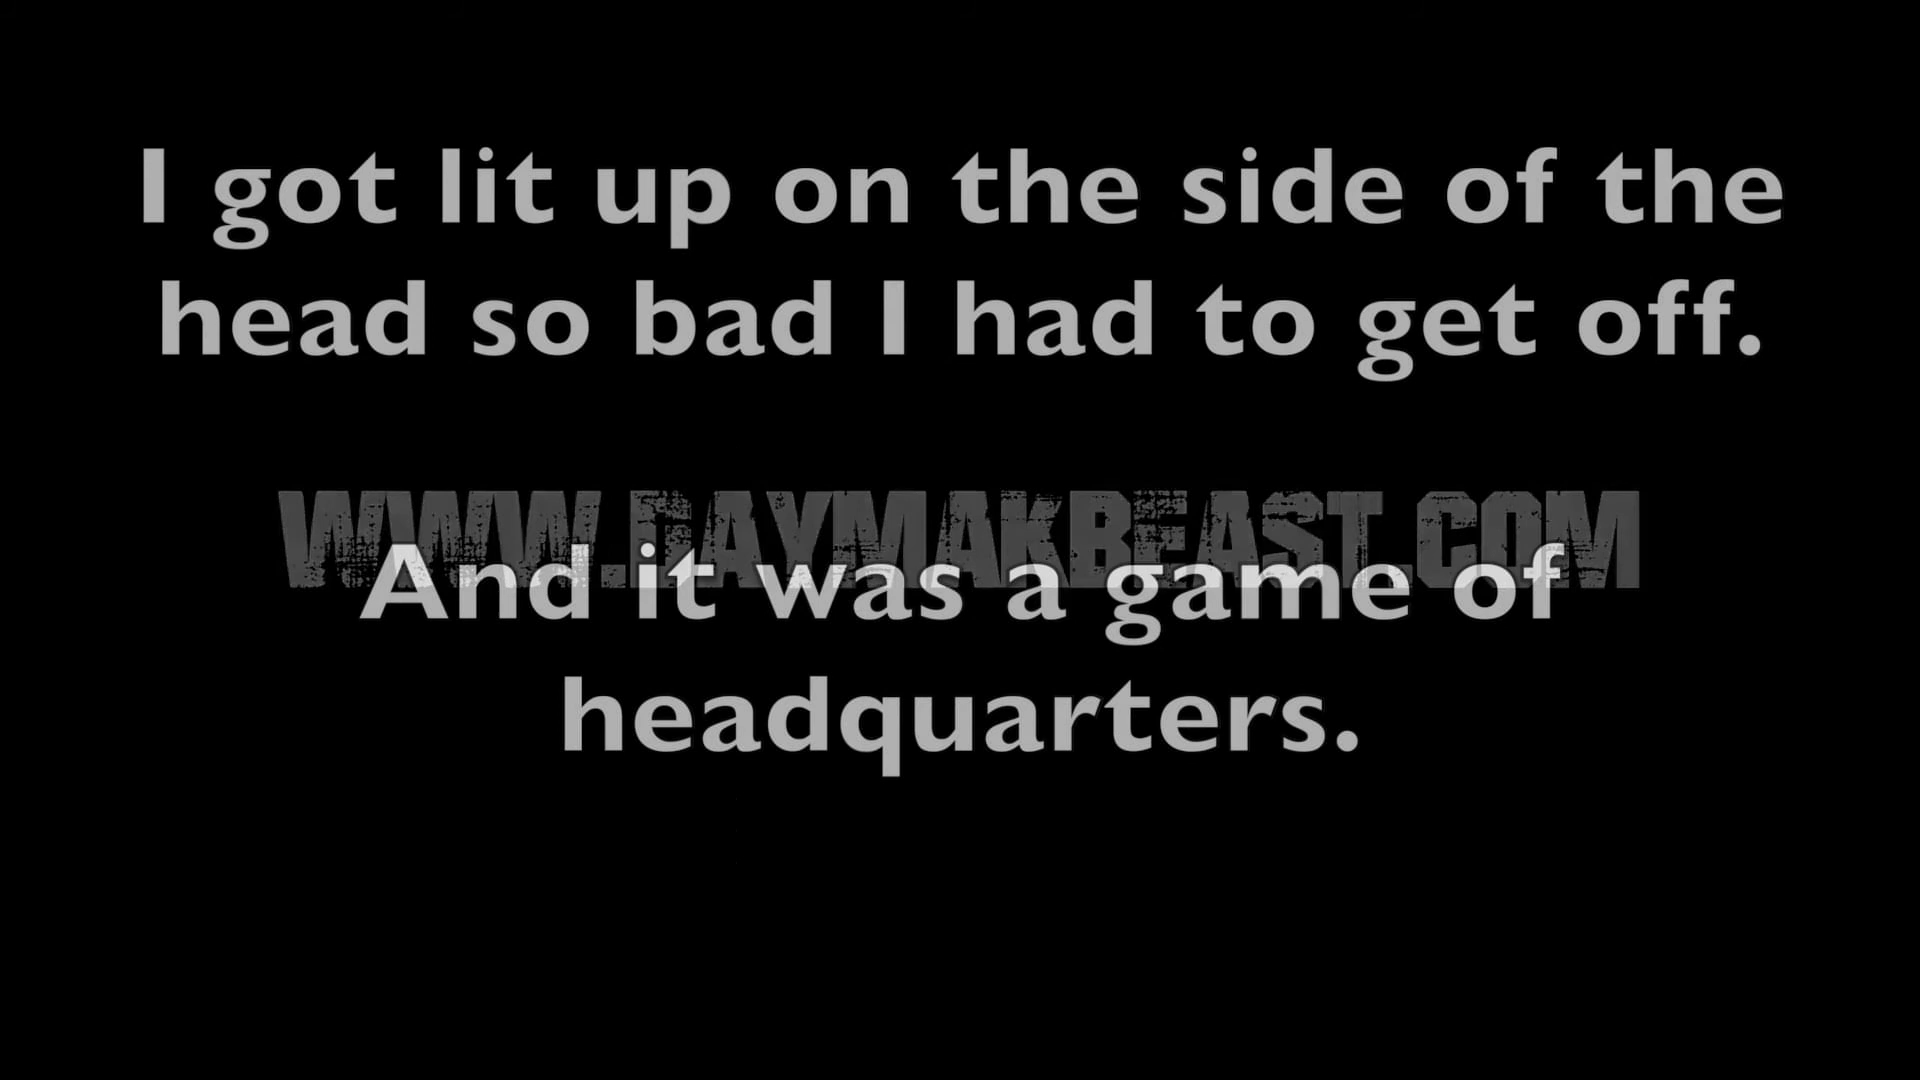 I got lit up on the side of the
head so bad I had to get off.
WWW.DAYMAKBEAST.COM
And it was a game of
headquarters.